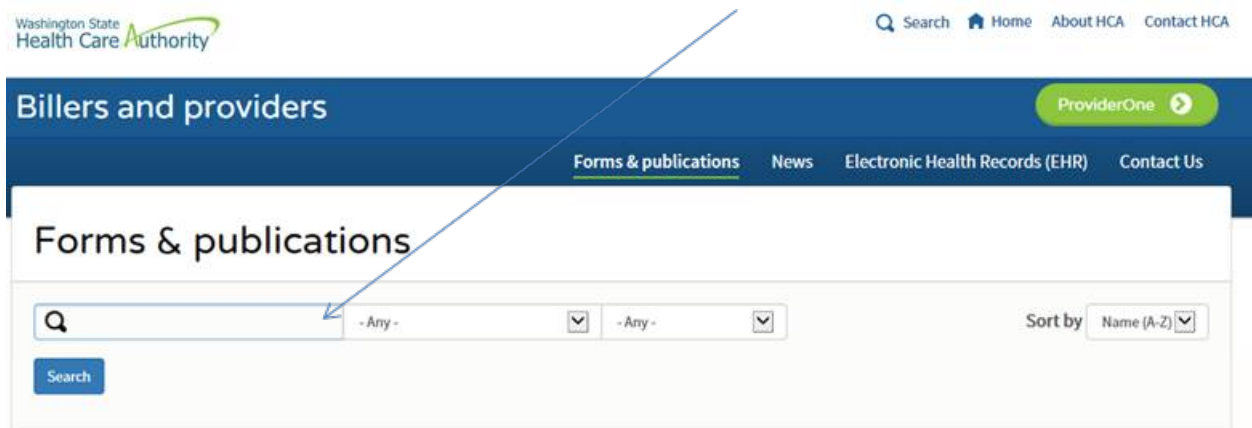 Washington State
Health Care Authority
Search Home About HCA Contact HCA
Billers and providers
ProviderOne
Forms & publications News Electronic Health Records (EHR) Contact Us
Forms & publications
- Any - - Any - Sort by Name (A-Z)
Search